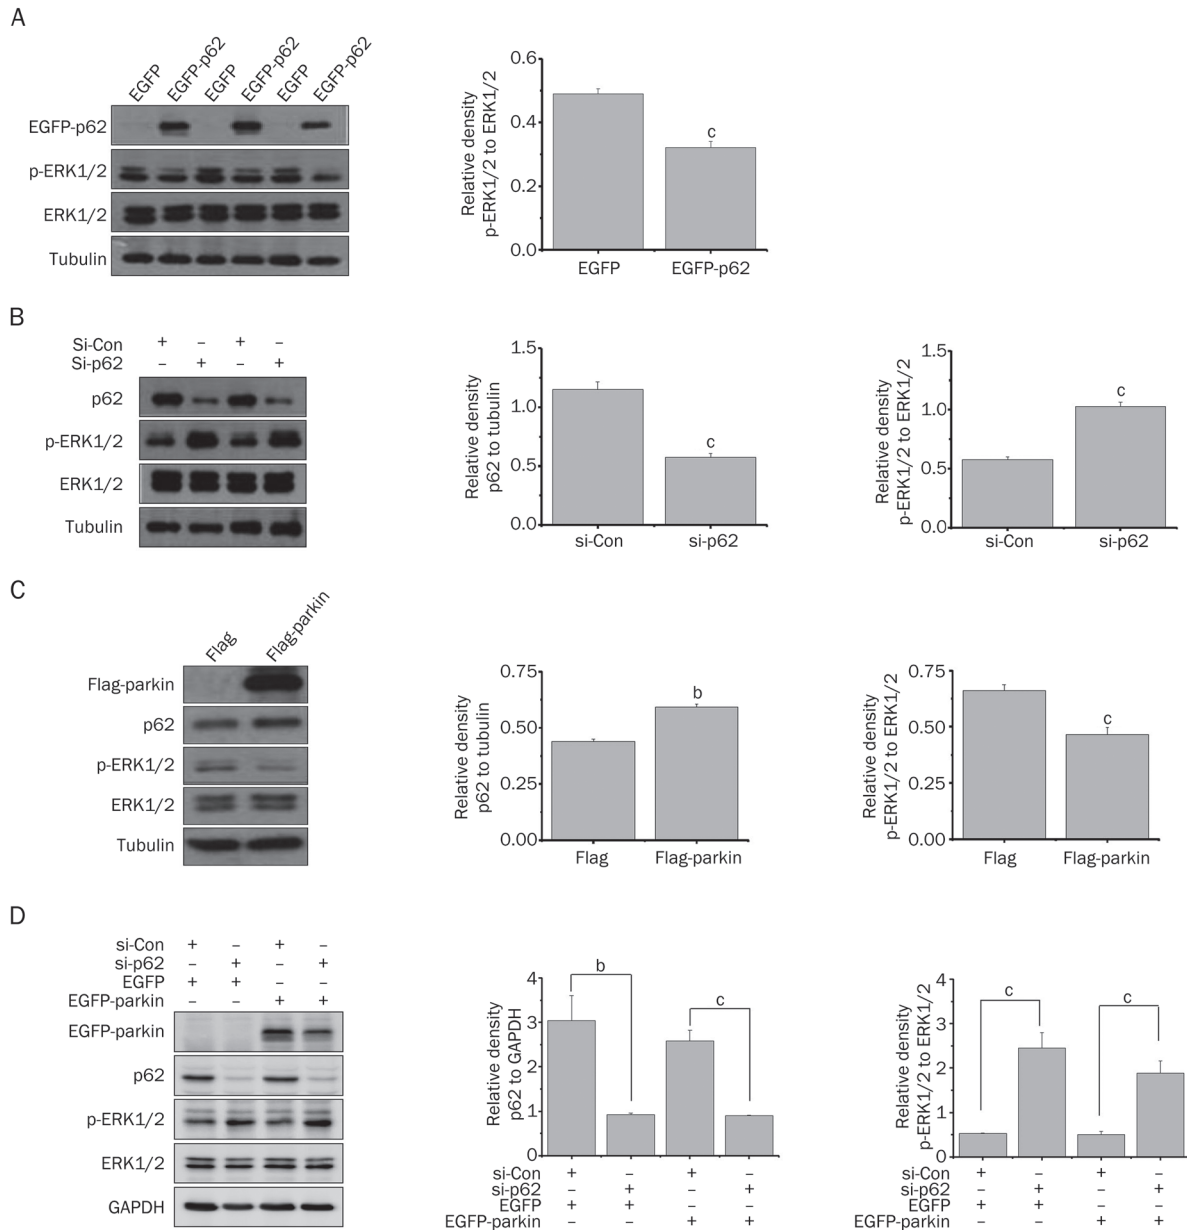 A
EGFP
EGFP-p62
EGFP
EGFP-p62
EGFP
EGFP-p62
EGFP-p62
p-ERK1/2
ERK1/2
Tubulin
Relative density
p-ERK1/2 to ERK1/2
0.6
0.4
0.2
0.0
c
EGFP EGFP-p62
B
Si-Con + – + –
Si-p62 – + – +
p62
p-ERK1/2
ERK1/2
Tubulin
Relative density
p62 to tubulin
1.5
1.0
0.5
0.0
c
si-Con si-p62
Relative density
p-ERK1/2 to ERK1/2
1.5
1.0
0.5
0.0
c
si-Con si-p62
C
Flag
Flag-parkin
Flag-parkin
p62
p-ERK1/2
ERK1/2
Tubulin
Relative density
p62 to tubulin
0.75
0.50
0.25
0.00
b
Flag Flag-parkin
Relative density
p-ERK1/2 to ERK1/2
0.75
0.50
0.25
0.00
c
Flag Flag-parkin
D
si-Con + – + –
si-p62 – + – +
EGFP + + – –
EGFP-parkin – – + +
EGFP-parkin
p62
p-ERK1/2
ERK1/2
GAPDH
Relative density
p62 to GAPDH
4
3
2
1
0
b
c
si-Con + – + –
si-p62 – + – +
EGFP + + – –
EGFP-parkin – – + +
Relative density
p-ERK1/2 to ERK1/2
4
3
2
1
0
c
c
si-Con + – + –
si-p62 – + – +
EGFP + + – –
EGFP-parkin – – + +